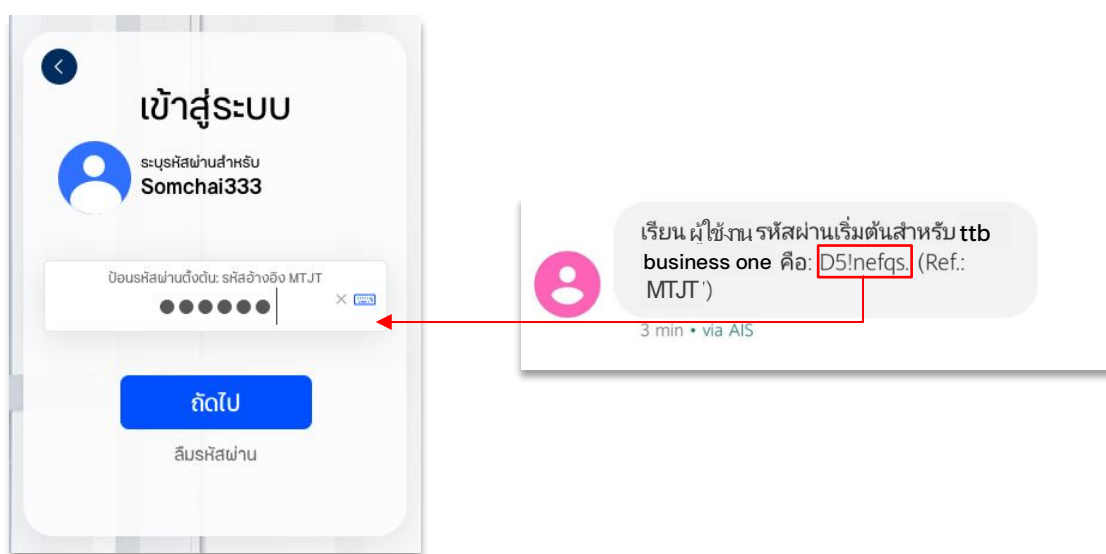 เข้าสู่ระบบ
ระบุรหัสผ่านสำหรับ
Somchai333
ป้อนรหัสผ่านตั้งต้น: รหัสอ้างอิง MTJT
ถัดไป
ลืมรหัสผ่าน
เรียน ผู้ใช้งาน รหัสผ่านเริ่มต้นสำหรับ ttb
business one คือ: D5!nefqs. (Ref.:
MTJT ')
3 min • via AIS